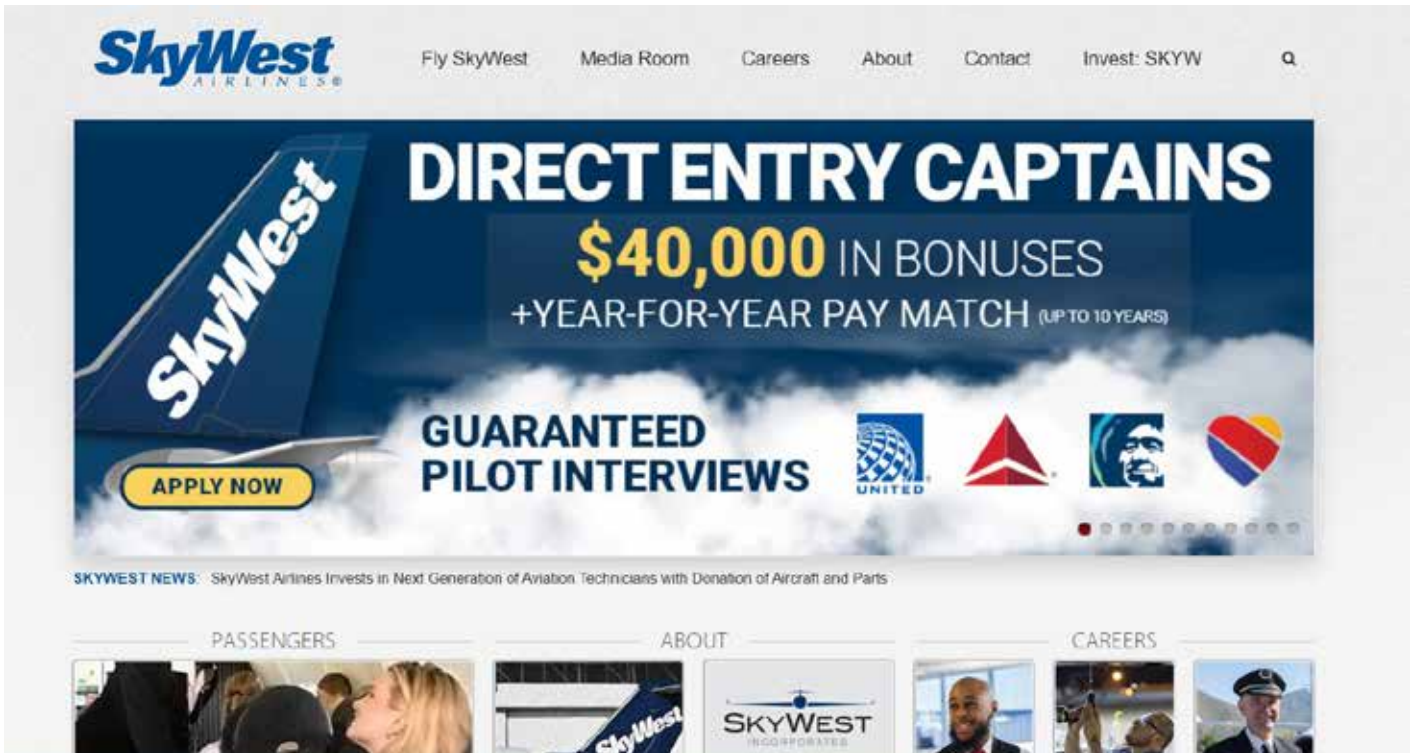 SkyWest
AIRLINES®
Fly SkyWest Media Room Careers About Contact Invest: SKYW
SkyWest
DIRECT ENTRY CAPTAINS
$40,000 IN BONUSES
+YEAR-FOR-YEAR PAY MATCH (UP TO 10 YEARS)
GUARANTEED
PILOT INTERVIEWS
UNITED
APPLY NOW
SKYWEST NEWS: SkyWest Airlines Invests in Next Generation of Aviation Technicians with Donation of Aircraft and Parts
PASSENGERS ABOUT CAREERS
SkyWest
SKYWEST
INCORPORATED